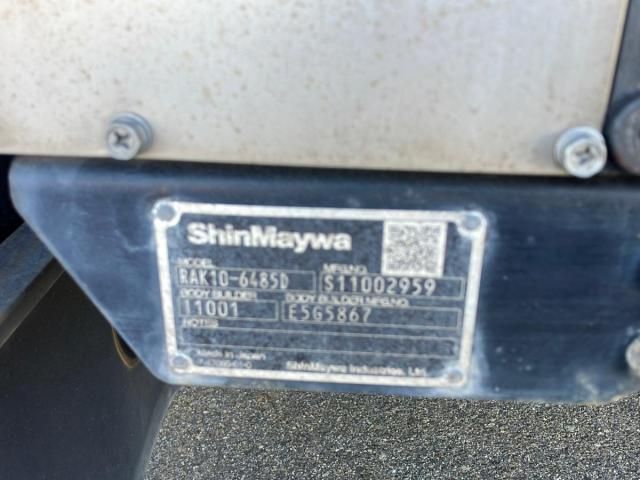 ShinMaywa
MODEL MFG.NO.
RAK10-6485D S11002959
BODY BUILDER BODY BUILDER MFG.NO.
11001 E5G5867
NOTES
Made in Japan ShinMaywa Industries, Ltd.